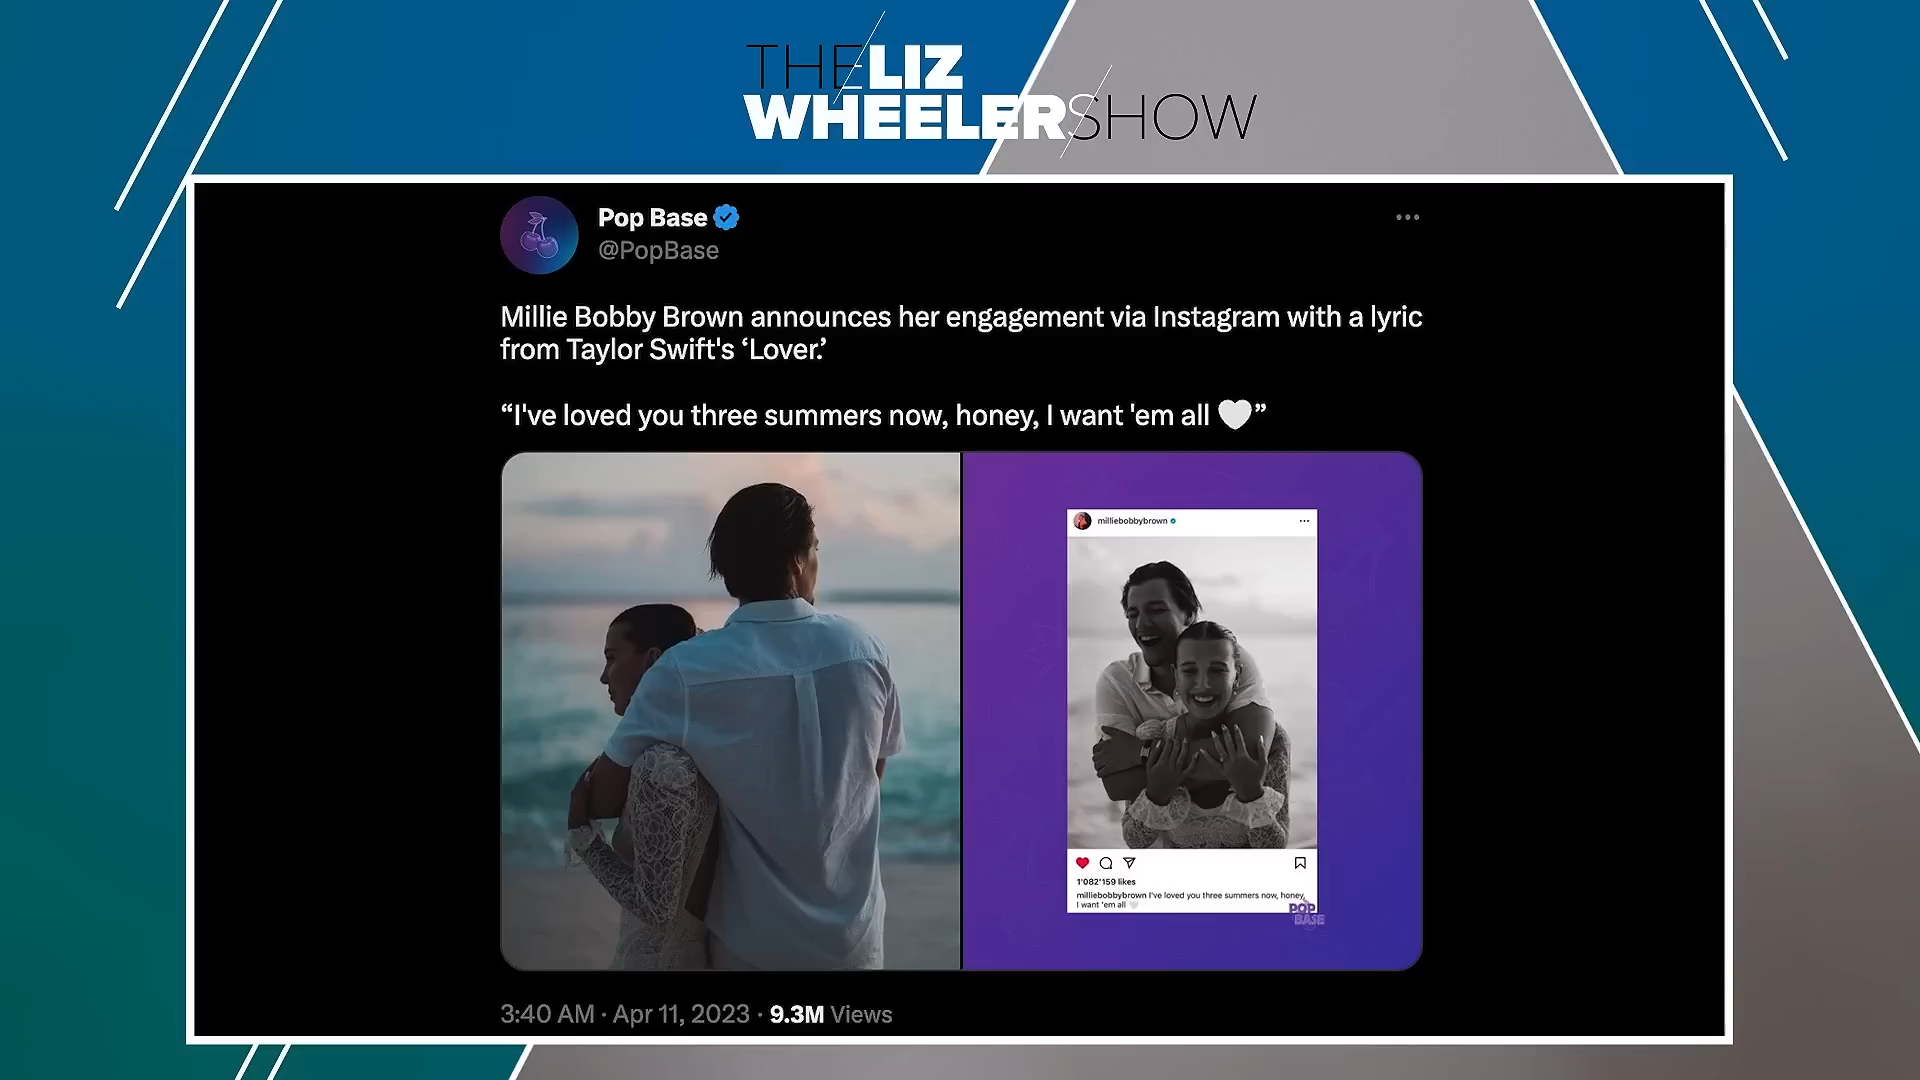 THE LIZ
WHEELER SHOW
Pop Base
@PopBase
Millie Bobby Brown announces her engagement via Instagram with a lyric
from Taylor Swift's ‘Lover.’
“I've loved you three summers now, honey, I want 'em all 🤍”
milliebobbybrown
1'082'159 likes
milliebobbybrown I've loved you three summers now, honey,
I want 'em all 🤍
POP
BASE
3:40 AM · Apr 11, 2023 · 9.3M Views